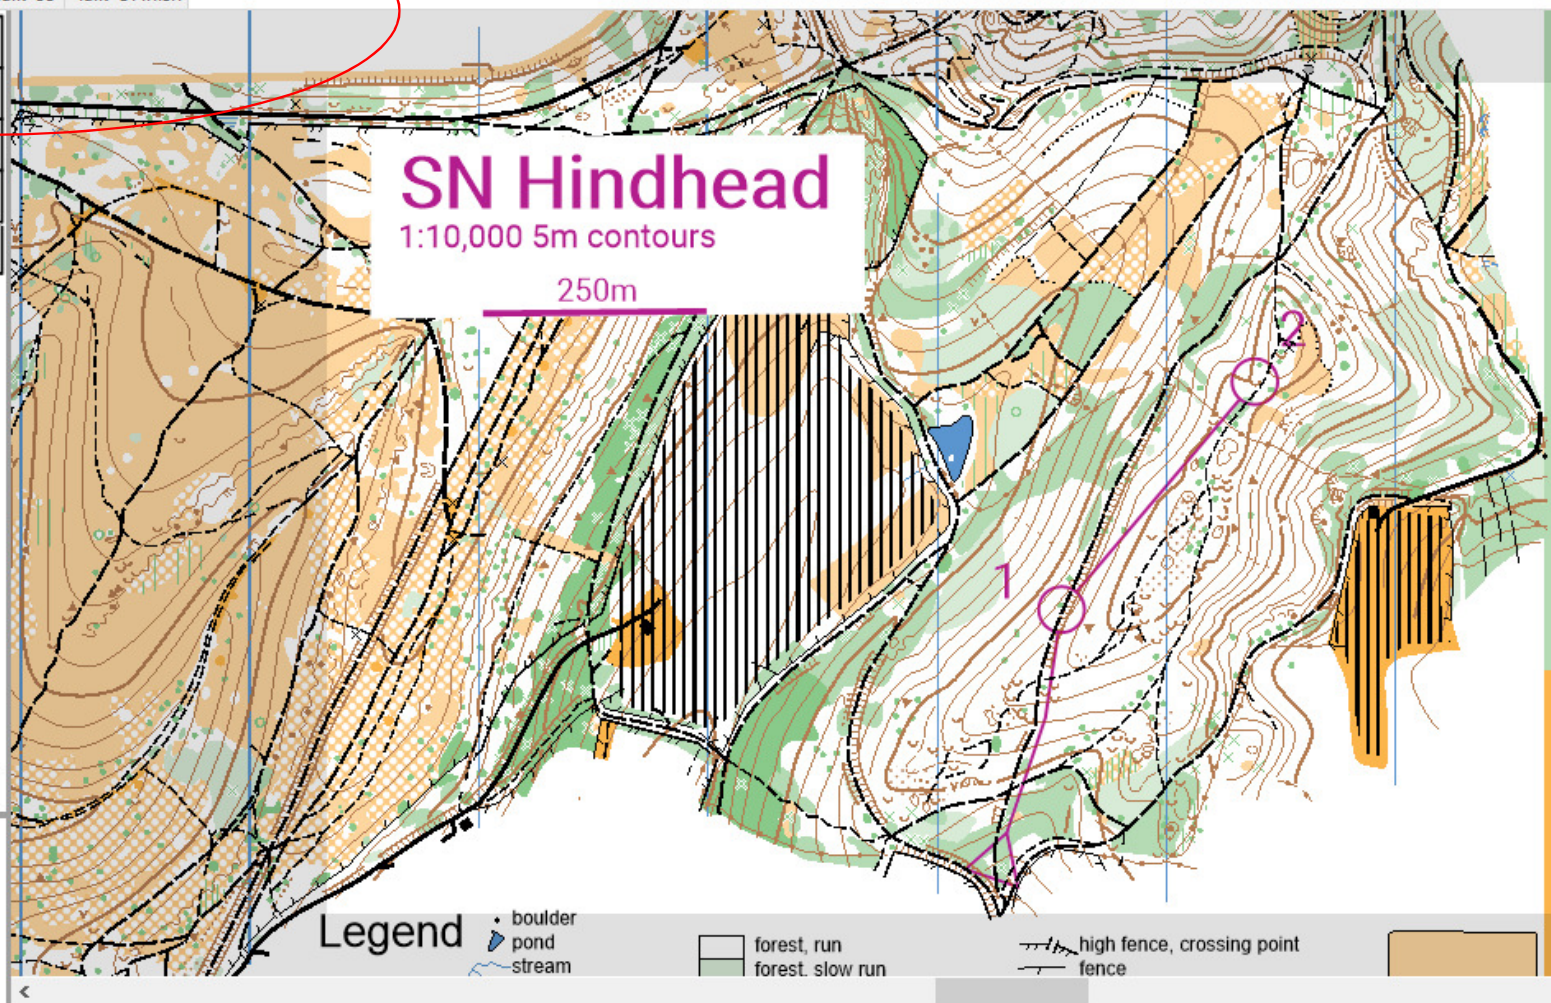 SN Hindhead
1:10,000 5m contours
250m
2
1
Legend
boulder
pond
stream
forest, run
forest, slow run
high fence, crossing point
fence